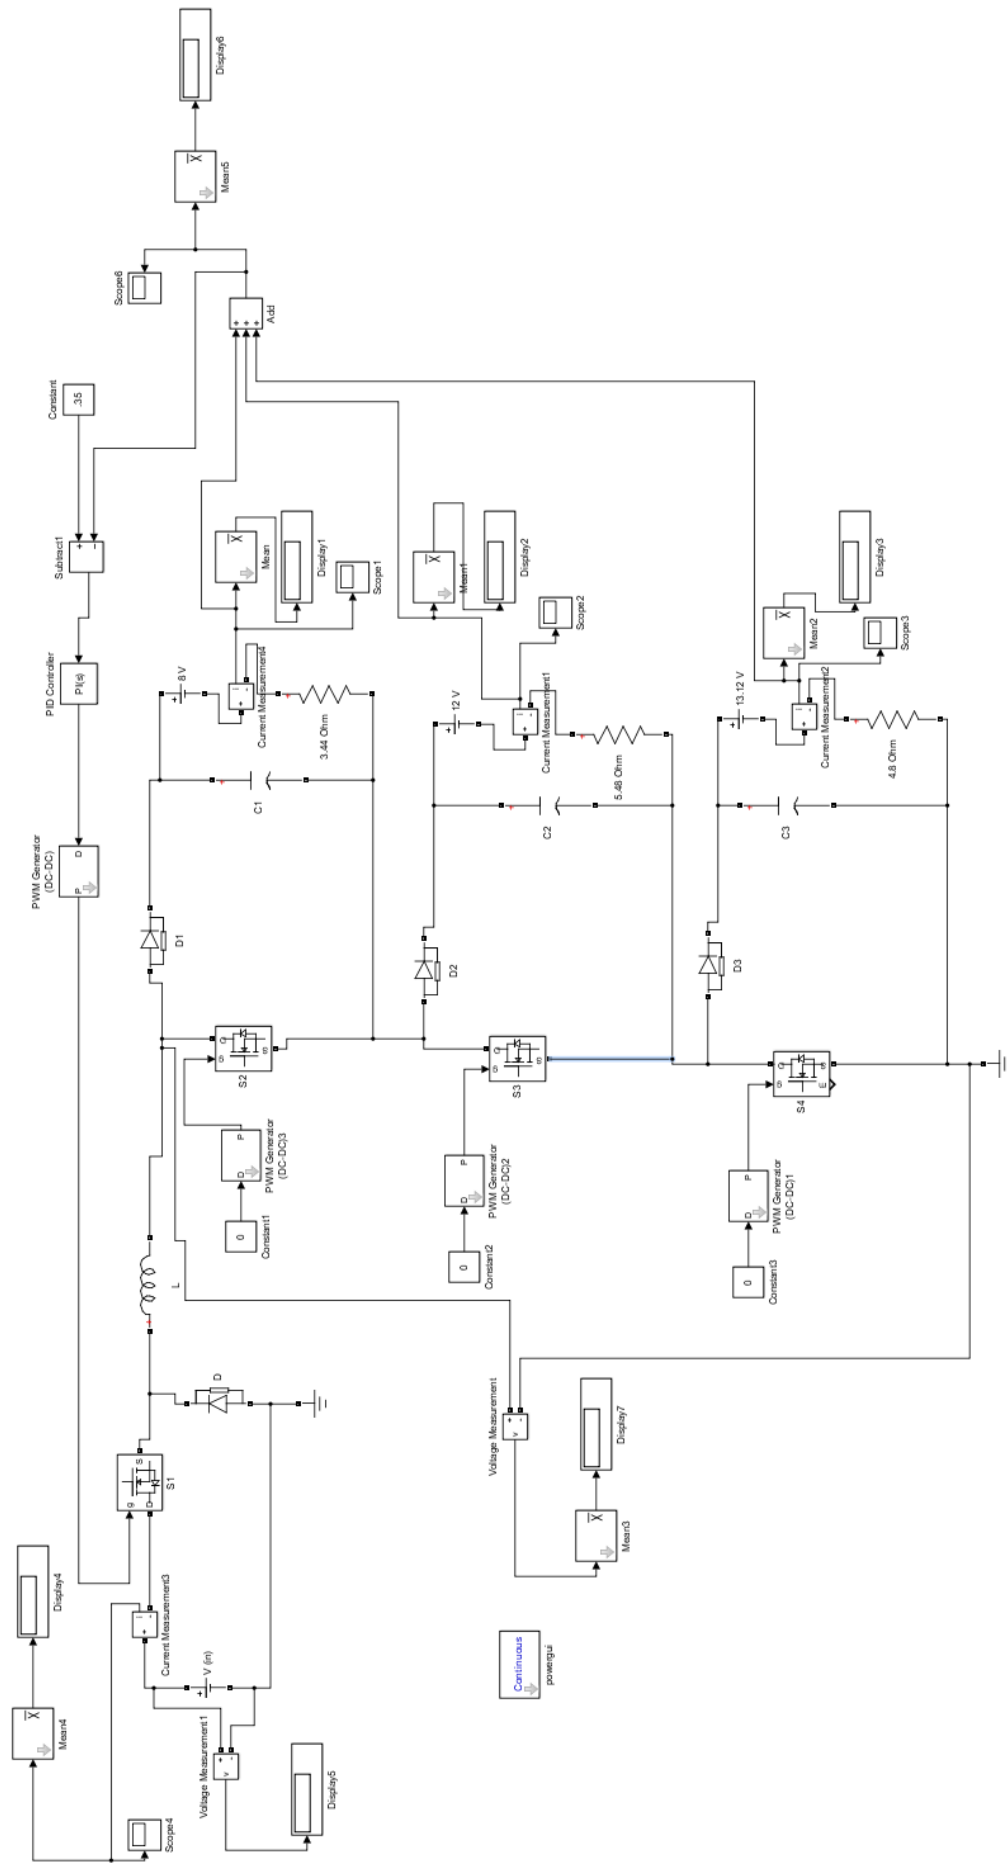 Scope4
Mean4
Display4
X
Voltage Measurement1
+
-
v
Display5
V (in)
+
Current Measurement3
+
-
i
g
D
S
S1
D
L
+
PWM Generator
(DC-DC)
P
D
PID Controller
PI(s)
Subtract1
+
−
Constant
.35
D1
C1
+
8 V
+
Current Measurement4
+
-
i
3.44 Ohm
+
X
Mean
Display1
Scope1
Add
+
+
+
Scope6
X
Mean5
Display6
0
Constant1
PWM Generator
(DC-DC)3
D
P
S2
Continuous
powergui
X
Mean3
Display7
Voltage Measurement
+
-
v
0
Constant2
PWM Generator
(DC-DC)2
D
P
S3
D2
C2
+
12 V
+
Current Measurement1
+
-
i
5.48 Ohm
+
X
Mean1
Display2
Scope2
0
Constant3
PWM Generator
(DC-DC)1
D
P
S4
D3
C3
+
13.12 V
+
Current Measurement2
+
-
i
4.8 Ohm
+
X
Mean2
Display3
Scope3